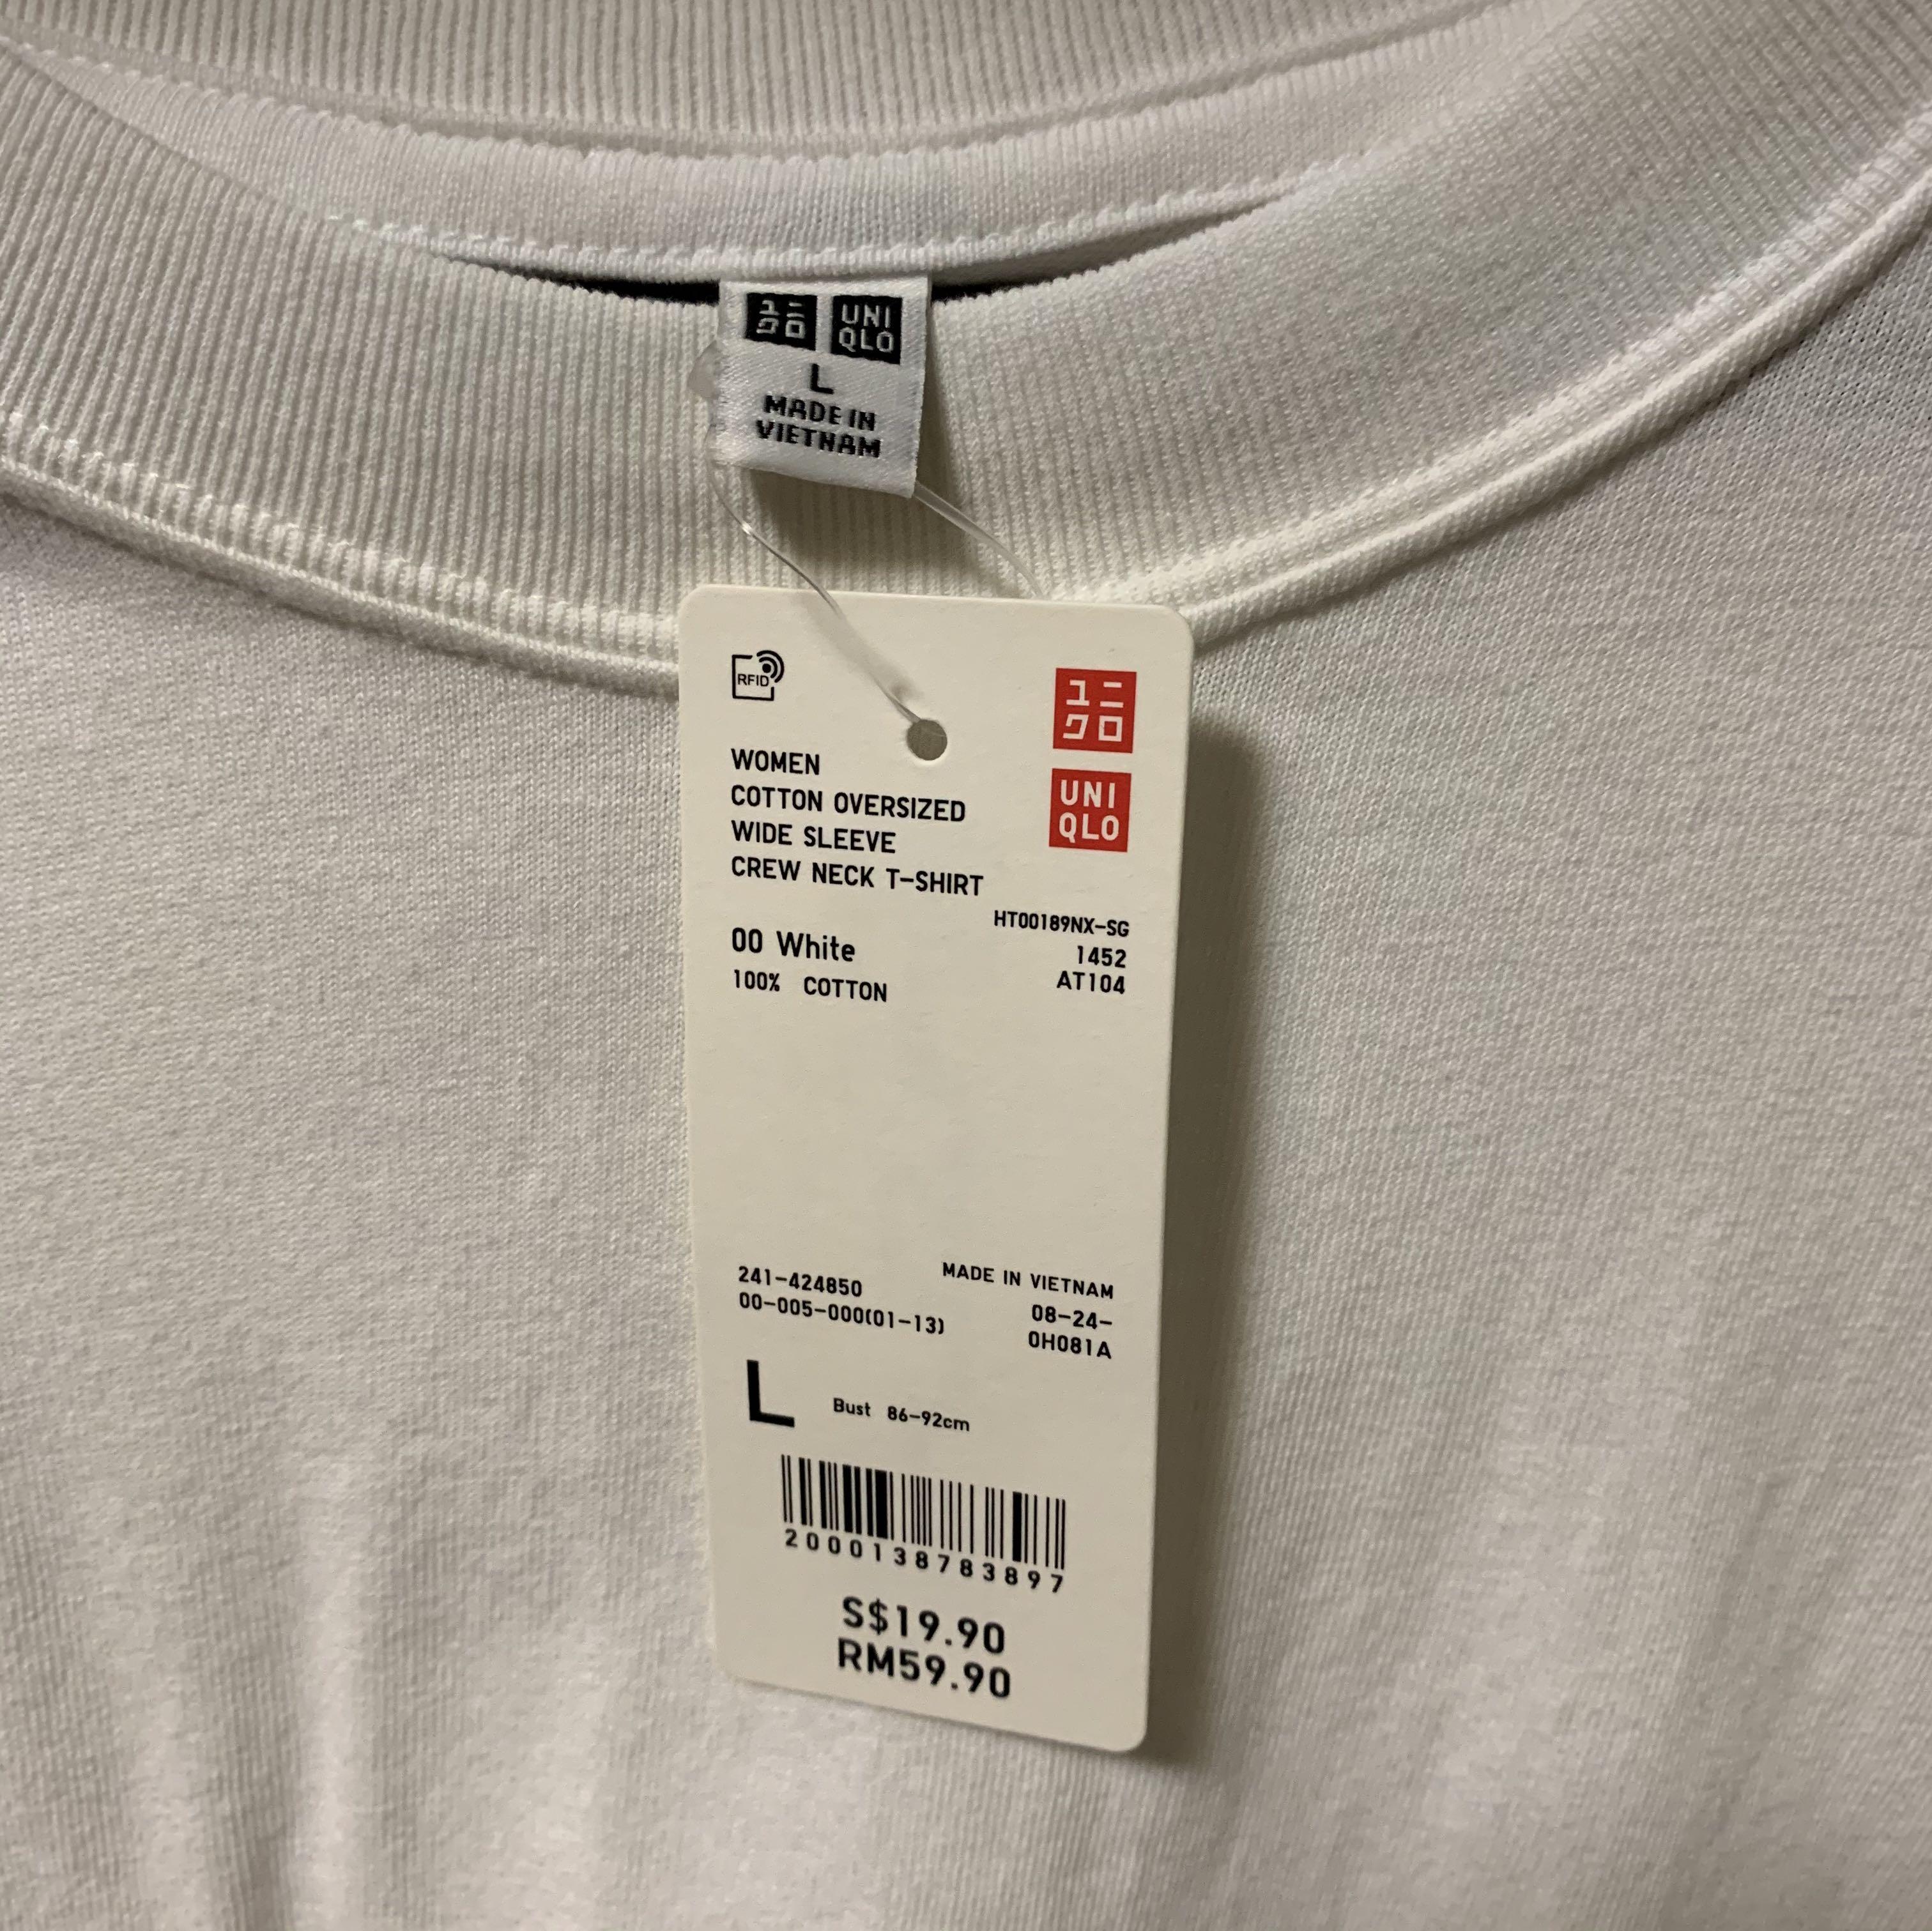 ユニ UNI
クロ QLO
L
MADE IN
VIETNAM
RFID
ユニ
クロ
UNI
QLO
WOMEN
COTTON OVERSIZED
WIDE SLEEVE
CREW NECK T-SHIRT
HT00189NX-SG
00 White
1452
100% COTTON
AT104
241-424850
MADE IN VIETNAM
00-005-000(01-13)
08-24-
0H081A
L Bust 86-92cm
2000138783897
S$19.90
RM59.90